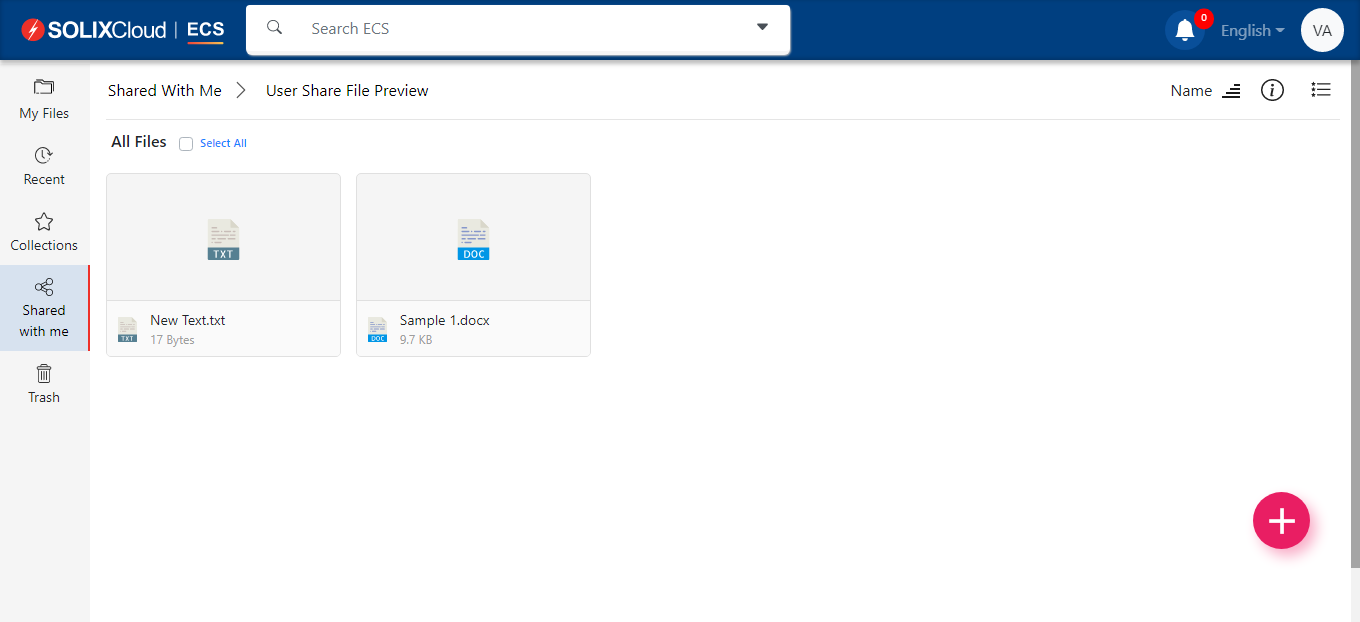 SOLIXCloud | ECS
Search ECS
0
English
VA
My Files
Recent
Collections
Shared
with me
Trash
Shared With Me
User Share File Preview
Name
All Files
Select All
TXT
TXT
New Text.txt
17 Bytes
DOC
DOC
Sample 1.docx
9.7 KB